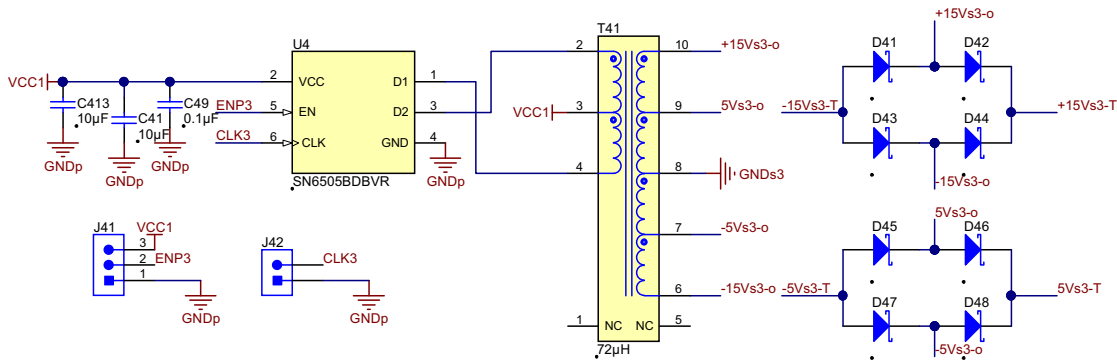 U4
T41
+15Vs3-o
D41
D42
2
10
+15Vs3-o
VCC1
2
VCC
D1
1
C413
10µF
C41
10µF
C49
0.1µF
ENP3
5
EN
D2
3
VCC1
3
9
5Vs3-o
-15Vs3-T
+15Vs3-T
D43
D44
CLK3
6
CLK
GND
4
GNDp
GNDp
GNDp
GNDp
4
8
GNDs3
SN6505BDBVR
-15Vs3-o
J41
VCC1
3
2
ENP3
1
GNDp
J42
CLK3
GNDp
7
-5Vs3-o
5Vs3-o
D45
D46
6
-15Vs3-o
-5Vs3-T
5Vs3-T
D47
D48
1
NC
NC
5
72µH
-5Vs3-o